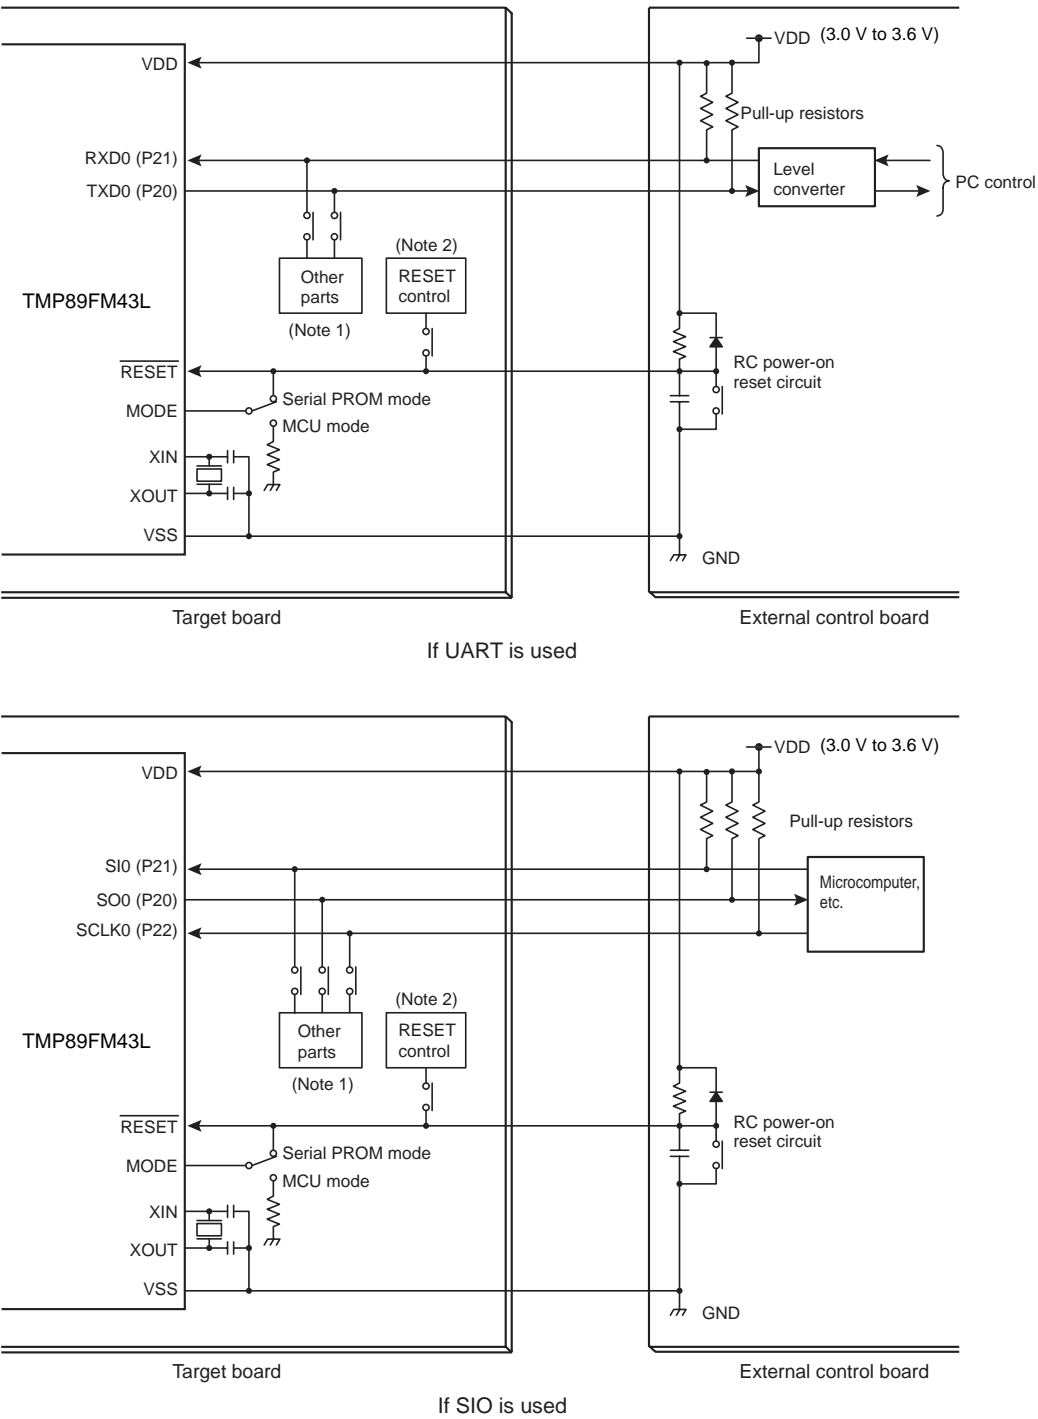 VDD (3.0 V to 3.6 V)
VDD
Pull-up resistors
RXD0 (P21)
Level
converter
PC control
TXD0 (P20)
(Note 2)
Other
parts
RESET
control
TMP89FM43L
(Note 1)
RC power-on
reset circuit
RESET
Serial PROM mode
MODE
MCU mode
XIN
XOUT
VSS
GND
Target board
External control board
If UART is used
VDD (3.0 V to 3.6 V)
VDD
Pull-up resistors
SI0 (P21)
Microcomputer,
etc.
SO0 (P20)
SCLK0 (P22)
(Note 2)
Other
parts
RESET
control
TMP89FM43L
(Note 1)
RC power-on
reset circuit
RESET
Serial PROM mode
MODE
MCU mode
XIN
XOUT
VSS
GND
Target board
External control board
If SIO is used